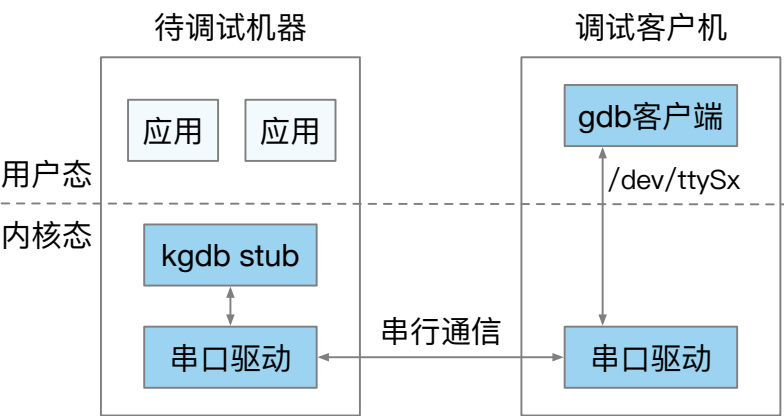 待调试机器
调试客户机
应用
应用
gdb客户端
用户态
/dev/ttySx
内核态
kgdb stub
串行通信
串口驱动
串口驱动